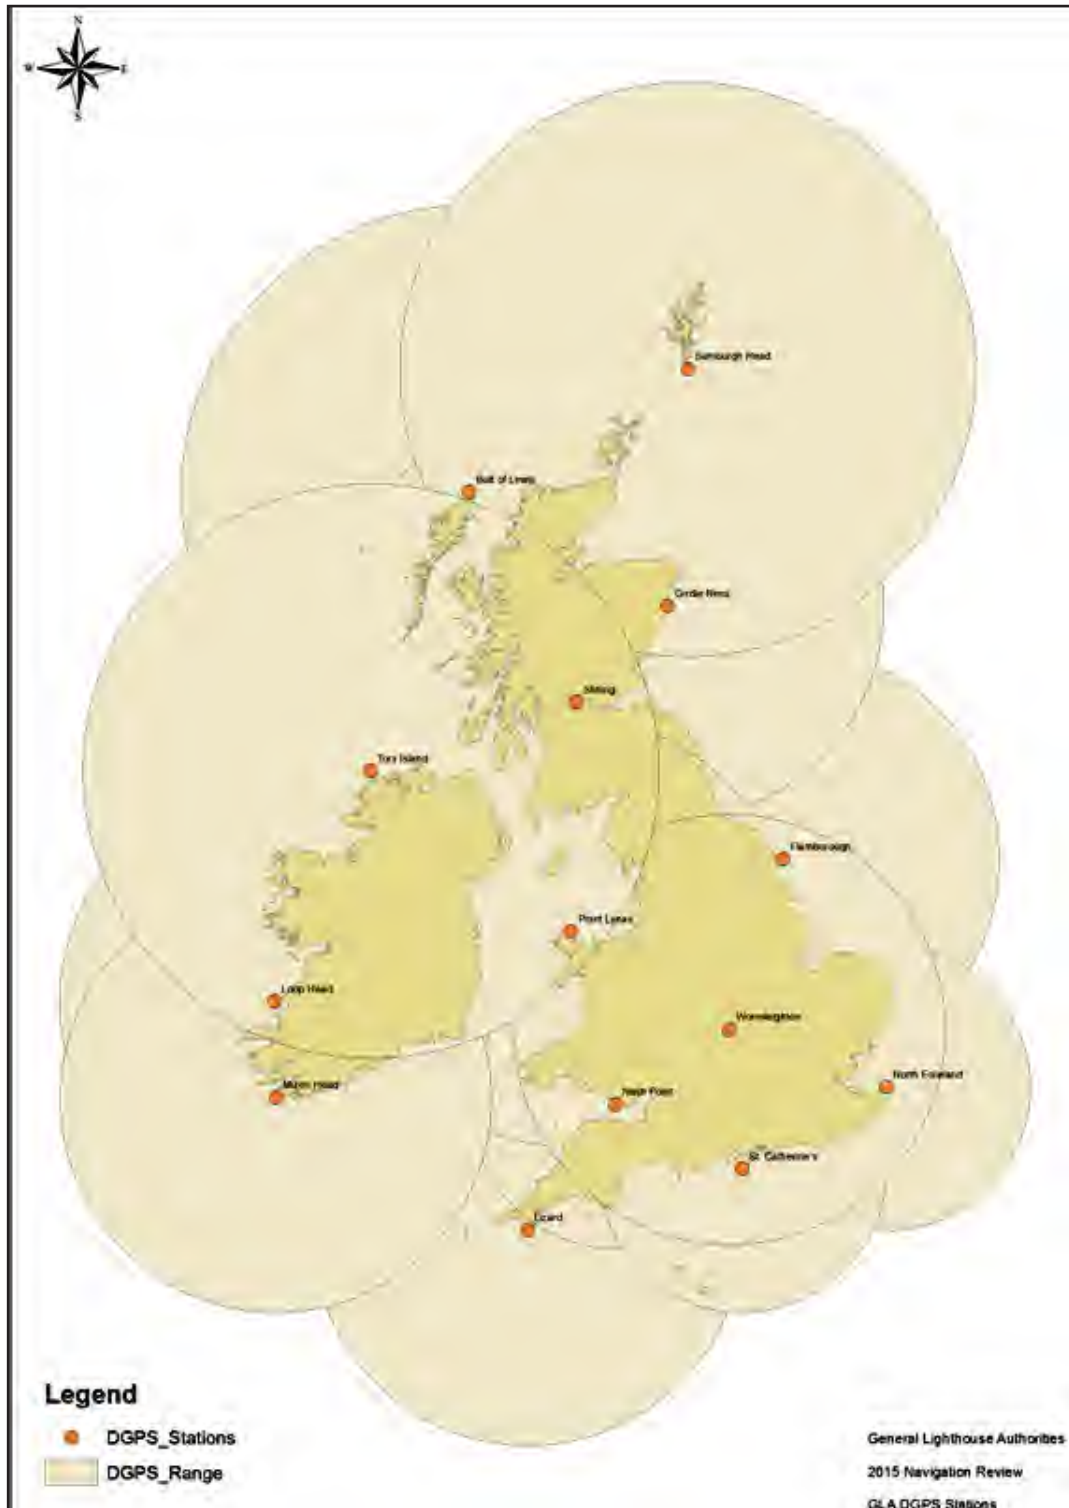 N
W
E
S
Sumburgh Head
Butt of Lewis
Girdle Ness
Stirling
Tory Island
Flamborough
Point Lynas
Loop Head
Wormleighton
Mizen Head
North Foreland
Nash Point
St. Catherine's
Lizard
Legend
DGPS_Stations
DGPS_Range
General Lighthouse Authorities
2015 Navigation Review
GLA DGPS Stations